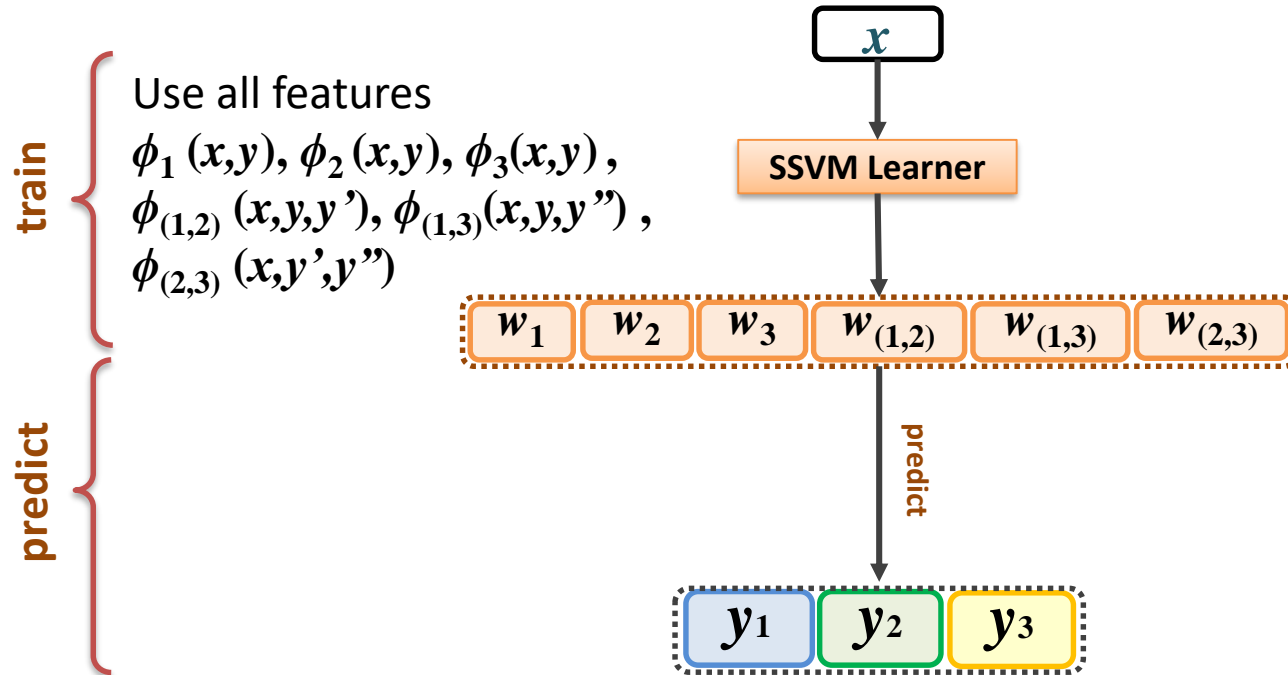 x
train
Use all features
ϕ1 (x,y), ϕ2 (x,y), ϕ3(x,y) ,
ϕ(1,2) (x,y,y’), ϕ(1,3)(x,y,y”) ,
ϕ(2,3) (x,y’,y”)
SSVM Learner
w1 w2 w3 w(1,2) w(1,3) w(2,3)
predict
predict
y1 y2 y3